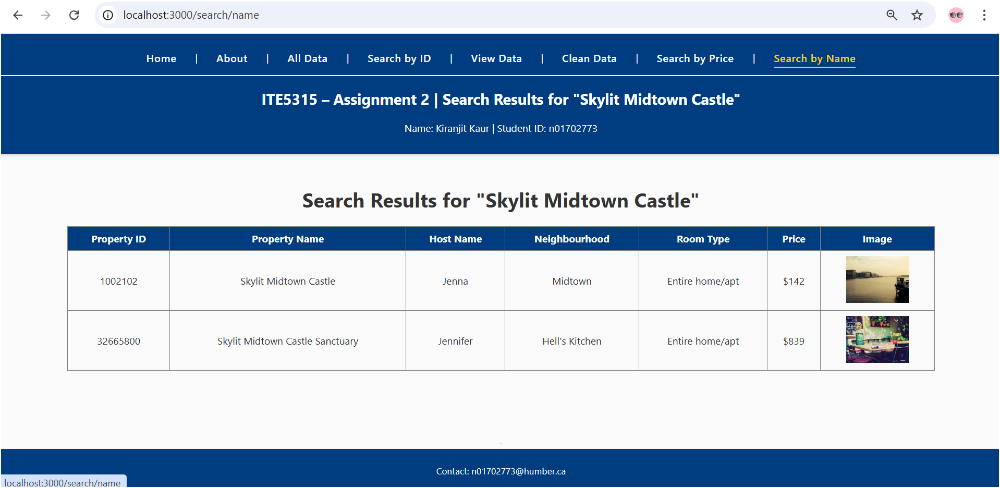 localhost:3000/search/name
Home | About | All Data | Search by ID | View Data | Clean Data | Search by Price | Search by Name
ITE5315 – Assignment 2 | Search Results for "Skylit Midtown Castle"
Name: Kiranjit Kaur | Student ID: n01702773
Search Results for "Skylit Midtown Castle"
Property ID Property Name Host Name Neighbourhood Room Type Price Image
1002102 Skylit Midtown Castle Jenna Midtown Entire home/apt $142
32665800 Skylit Midtown Castle Sanctuary Jennifer Hell's Kitchen Entire home/apt $839
Contact: n01702773@humber.ca
localhost:3000/search/name